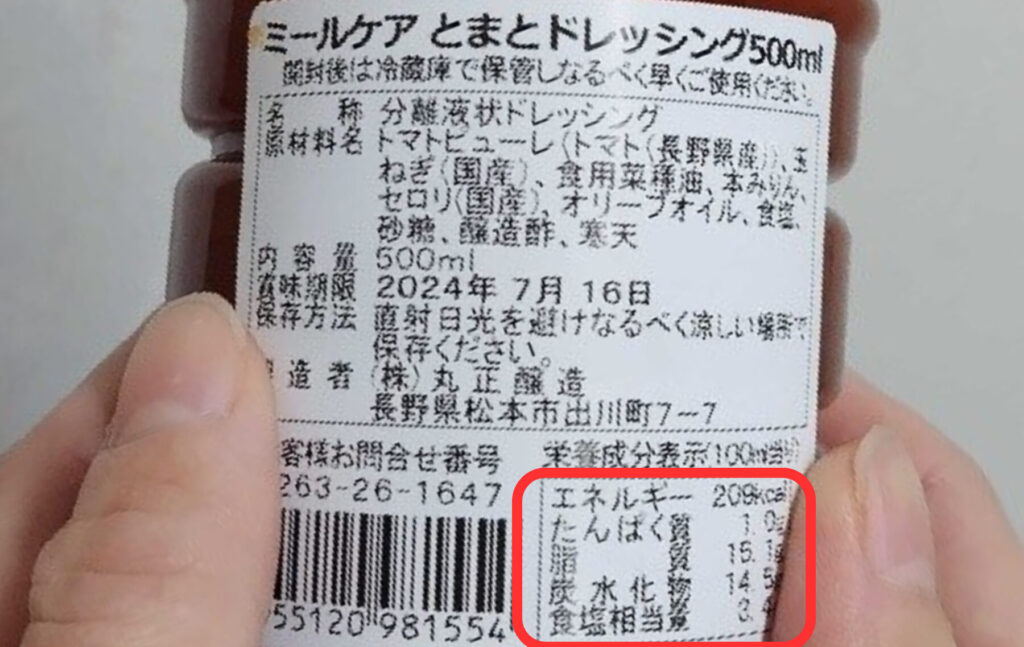 ミールケア とまとドレッシング500ml
開封後は冷蔵庫で保管しなるべく早くご使用ください。
名称 分離液状ドレッシング
原材料名 トマトピューレ(トマト(長野県産))、玉
ねぎ(国産)、食用菜種油、本みりん、
セロリ(国産)、オリーブオイル、食塩、
砂糖、醸造酢、寒天
内容量 500ml
賞味期限 2024年 7月 16日
保存方法 直射日光を避けなるべく涼しい場所で
保存ください。
造者 (株)丸正醸造
長野県松本市出川町7-7
客様お問合せ番号
263-26-1647
栄養成分表示(100ml当り)
エネルギー 209kcal
たんぱく質 1.0g
脂質 15.1g
炭水化物 14.5g
食塩相当量
55120 981554